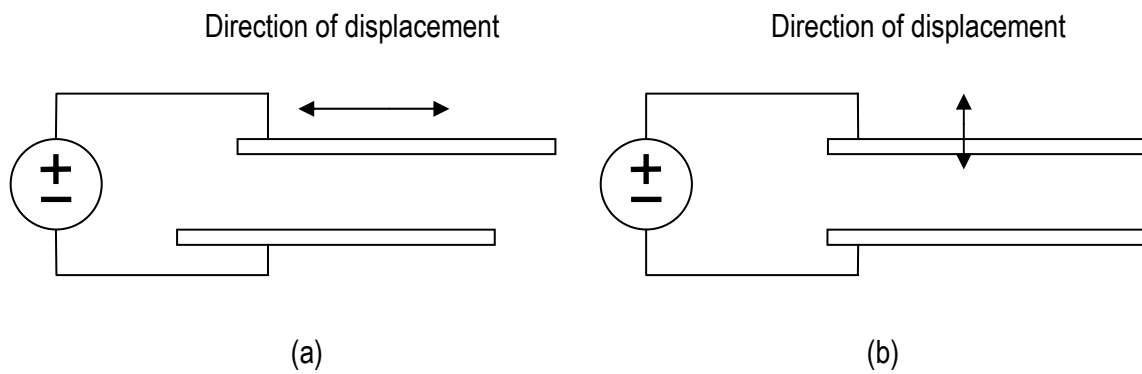 Direction of displacement
Direction of displacement
+
−
+
−
(a)
(b)